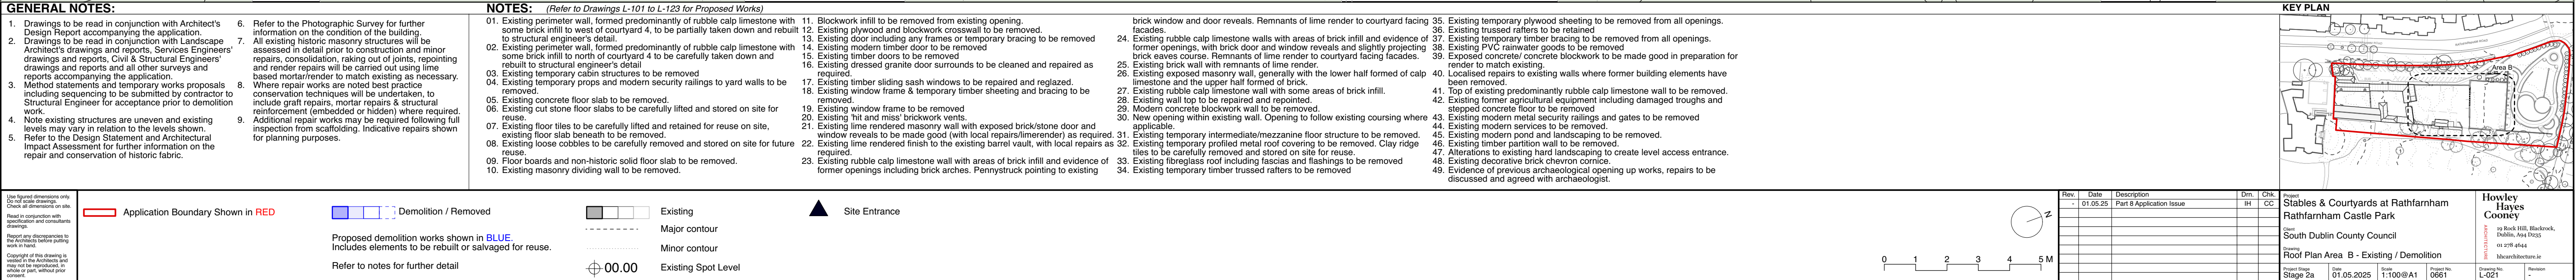 GENERAL NOTES:
1. Drawings to be read in conjunction with Architect's
Design Report accompanying the application.
2. Drawings to be read in conjunction with Landscape
Architect's drawings and reports, Services Engineers'
drawings and reports, Civil & Structural Engineers'
drawings and reports and all other surveys and
reports accompanying the application.
3. Method statements and temporary works proposals
including sequencing to be submitted by contractor to
Structural Engineer for acceptance prior to demolition
work.
4. Note existing structures are uneven and existing
levels may vary in relation to the levels shown.
5. Refer to the Design Statement and Architectural
Impact Assessment for further information on the
repair and conservation of historic fabric.
6. Refer to the Photographic Survey for further
information on the condition of the building.
7. All existing historic masonry structures will be
assessed in detail prior to construction and minor
repairs, consolidation, raking out of joints, repointing
and render repairs will be carried out using lime
based mortar/render to match existing as necessary.
8. Where repair works are noted best practice
conservation techniques will be undertaken, to
include graft repairs, mortar repairs & structural
reinforcement (embedded or hidden) where required.
9. Additional repair works may be required following full
inspection from scaffolding. Indicative repairs shown
for planning purposes.
NOTES: (Refer to Drawings L-101 to L-123 for Proposed Works)
01. Existing perimeter wall, formed predominantly of rubble calp limestone with
some brick infill to west of courtyard 4, to be partially taken down and rebuilt
to structural engineer's detail.
02. Existing perimeter wall, formed predominantly of rubble calp limestone with
some brick infill to north of courtyard 4 to be carefully taken down and
rebuilt to structural engineer's detail
03. Existing temporary cabin structures to be removed
04. Existing temporary props and modern security railings to yard walls to be
removed.
05. Existing concrete floor slab to be removed.
06. Existing cut stone floor slabs to be carefully lifted and stored on site for
reuse.
07. Existing floor tiles to be carefully lifted and retained for reuse on site,
existing floor slab beneath to be removed.
08. Existing loose cobbles to be carefully removed and stored on site for future
reuse.
09. Floor boards and non-historic solid floor slab to be removed.
10. Existing masonry dividing wall to be removed.
11. Blockwork infill to be removed from existing opening.
12. Existing plywood and blockwork crosswall to be removed.
13. Existing door including any frames or temporary bracing to be removed
14. Existing modern timber door to be removed
15. Existing timber doors to be removed
16. Existing dressed granite door surrounds to be cleaned and repaired as
required.
17. Existing timber sliding sash windows to be repaired and reglazed.
18. Existing window frame & temporary timber sheeting and bracing to be
removed.
19. Existing window frame to be removed
20. Existing 'hit and miss' brickwork vents.
21. Existing lime rendered masonry wall with exposed brick/stone door and
window reveals to be made good (with local repairs/limerender) as required.
22. Existing lime rendered finish to the existing barrel vault, with local repairs as
required.
23. Existing rubble calp limestone wall with areas of brick infill and evidence of
former openings including brick arches. Pennystruck pointing to existing
brick window and door reveals. Remnants of lime render to courtyard facing
facades.
24. Existing rubble calp limestone walls with areas of brick infill and evidence of
former openings, with brick door and window reveals and slightly projecting
brick eaves course. Remnants of lime render to courtyard facing facades.
25. Existing brick wall with remnants of lime render.
26. Existing exposed masonry wall, generally with the lower half formed of calp
limestone and the upper half formed of brick.
27. Existing rubble calp limestone wall with some areas of brick infill.
28. Existing wall top to be repaired and repointed.
29. Modern concrete blockwork wall to be removed.
30. New opening within existing wall. Opening to follow existing coursing where
applicable.
31. Existing temporary intermediate/mezzanine floor structure to be removed.
32. Existing temporary profiled metal roof covering to be removed. Clay ridge
tiles to be carefully removed and stored on site for reuse.
33. Existing fibreglass roof including fascias and flashings to be removed
34. Existing temporary timber trussed rafters to be removed
35. Existing temporary plywood sheeting to be removed from all openings.
36. Existing trussed rafters to be retained
37. Existing temporary timber bracing to be removed from all openings.
38. Existing PVC rainwater goods to be removed
39. Exposed concrete/ concrete blockwork to be made good in preparation for
render to match existing.
40. Localised repairs to existing walls where former building elements have
been removed.
41. Top of existing predominantly rubble calp limestone wall to be removed.
42. Existing former agricultural equipment including damaged troughs and
stepped concrete floor to be removed
43. Existing modern metal security railings and gates to be removed
44. Existing modern services to be removed.
45. Existing modern pond and landscaping to be removed.
46. Existing timber partition wall to be removed.
47. Alterations to existing hard landscaping to create level access entrance.
48. Existing decorative brick chevron cornice.
49. Evidence of previous archaeological opening up works, repairs to be
discussed and agreed with archaeologist.
KEY PLAN
Area B
Use figured dimensions only.
Do not scale drawings.
Check all dimensions on site.
Read in conjunction with
specification and consultants
drawings.
Report any discrepancies to
the Architects before putting
work in hand.
Copyright of this drawing is
vested in the Architects and
may not be reproduced, in
whole or part, without prior
consent.
Application Boundary Shown in RED
Demolition / Removed
Proposed demolition works shown in BLUE.
Includes elements to be rebuilt or salvaged for reuse.
Refer to notes for further detail
Existing
Major contour
Minor contour
00.00 Existing Spot Level
Site Entrance
N
0 1 2 3 4 5 M
Rev. Date Description Drn. Chk.
- 01.05.25 Part 8 Application Issue IH CC
Project
Stables & Courtyards at Rathfarnham
Rathfarnham Castle Park
Client
South Dublin County Council
Drawing
Roof Plan Area B - Existing / Demolition
Project Stage Date Scale Project No. Drawing No. Revision
Stage 2a 01.05.2025 1:100@A1 0661 L-021 -
Howley
Hayes
Cooney
ARCHITECTURE
19 Rock Hill, Blackrock,
Dublin, A94 D235
01 278 4644
hhcarchitecture.ie